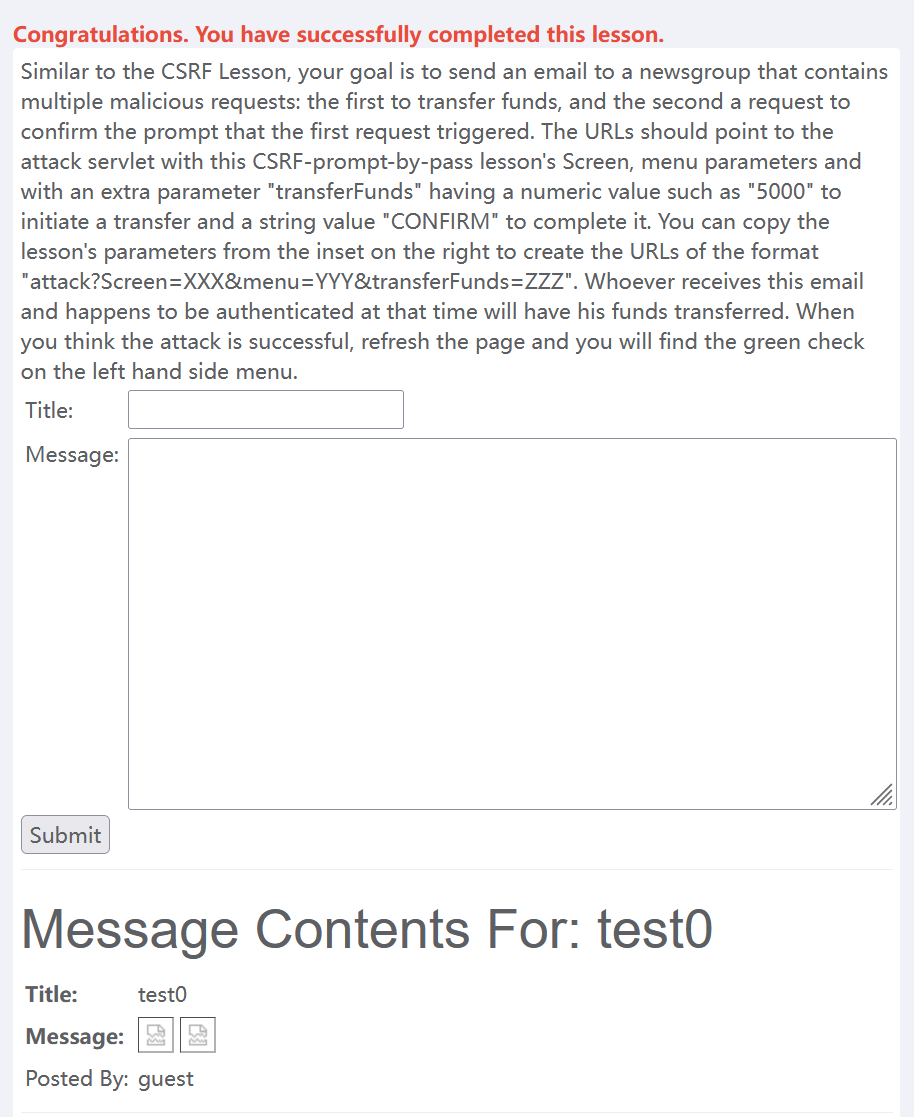 Congratulations. You have successfully completed this lesson.
Similar to the CSRF Lesson, your goal is to send an email to a newsgroup that contains
multiple malicious requests: the first to transfer funds, and the second a request to
confirm the prompt that the first request triggered. The URLs should point to the
attack servlet with this CSRF-prompt-by-pass lesson's Screen, menu parameters and
with an extra parameter "transferFunds" having a numeric value such as "5000" to
initiate a transfer and a string value "CONFIRM" to complete it. You can copy the
lesson's parameters from the inset on the right to create the URLs of the format
"attack?Screen=XXX&menu=YYY&transferFunds=ZZZ". Whoever receives this email
and happens to be authenticated at that time will have his funds transferred. When
you think the attack is successful, refresh the page and you will find the green check
on the left hand side menu.
Title:
Message:
Submit
Message Contents For: test0
Title: test0
Message:
Posted By: guest